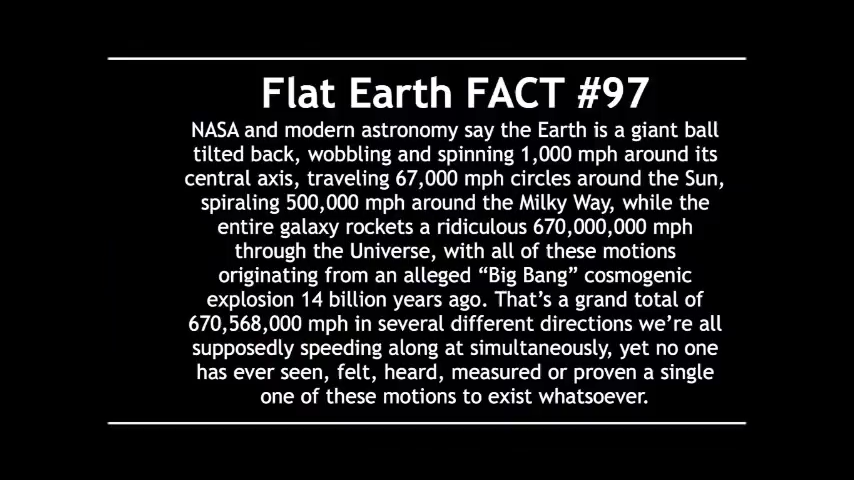 Flat Earth FACT #97
NASA and modern astronomy say the Earth is a giant ball
tilted back, wobbling and spinning 1,000 mph around its
central axis, traveling 67,000 mph circles around the Sun,
spiraling 500,000 mph around the Milky Way, while the
entire galaxy rockets a ridiculous 670,000,000 mph
through the Universe, with all of these motions
originating from an alleged “Big Bang” cosmogenic
explosion 14 billion years ago. That’s a grand total of
670,568,000 mph in several different directions we’re all
supposedly speeding along at simultaneously, yet no one
has ever seen, felt, heard, measured or proven a single
one of these motions to exist whatsoever.